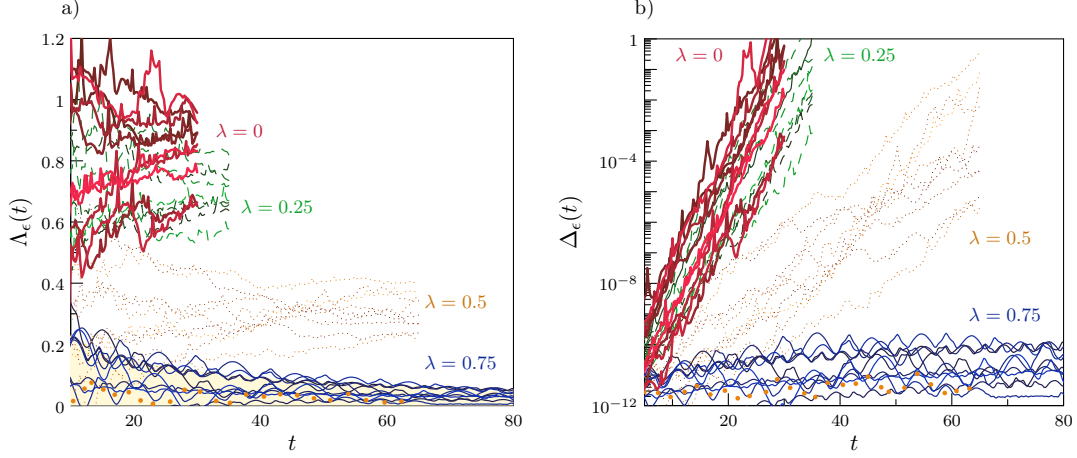 a)
1.2
1
0.8
0.6
0.4
0.2
0
Λ_ϵ(t)
λ = 0
λ = 0.25
λ = 0.5
λ = 0.75
20
40
60
80
t
b)
1
10^−4
10^−8
10^−12
Δ_ϵ(t)
λ = 0
λ = 0.25
λ = 0.5
λ = 0.75
20
40
60
80
t